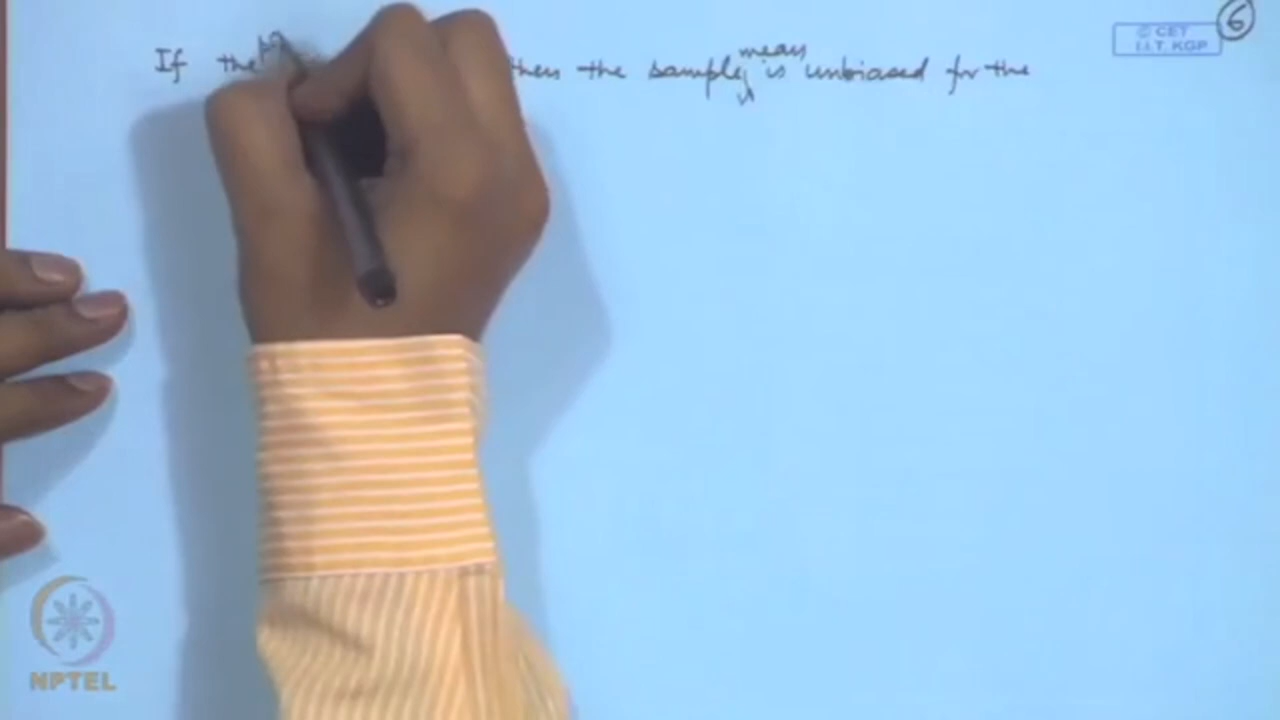 6
© CET
I.I.T. KGP
mean
If the then the sample is unbiased for the
NPTEL